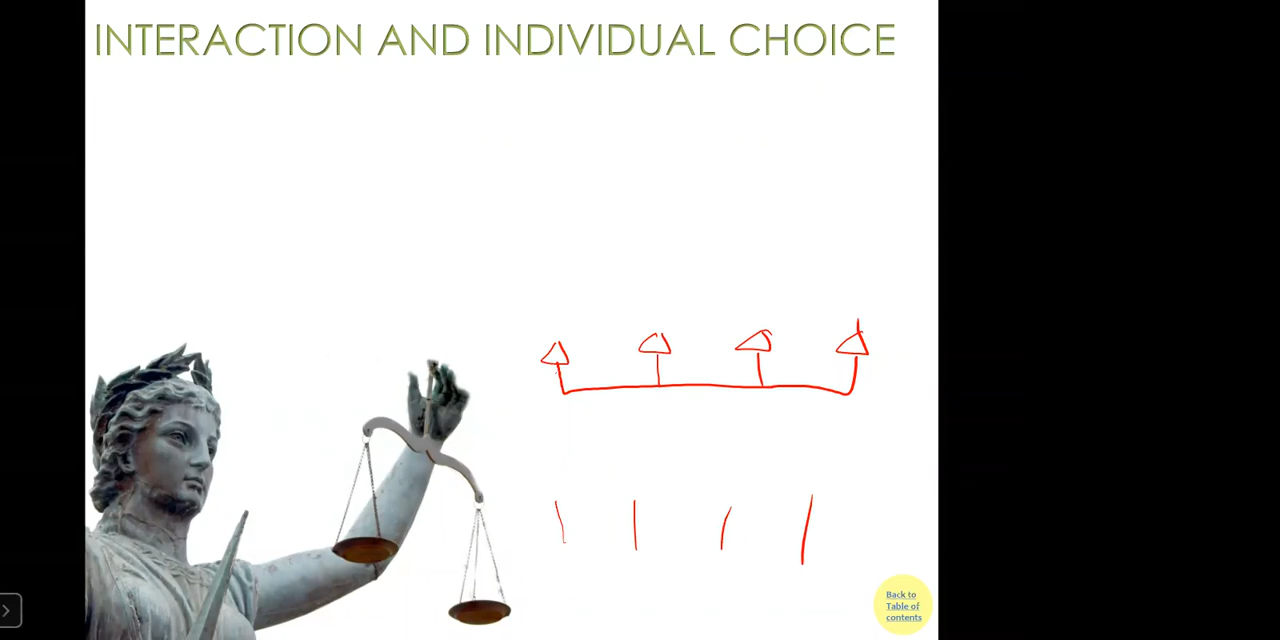 INTERACTION AND INDIVIDUAL CHOICE
Back to
Table of
contents